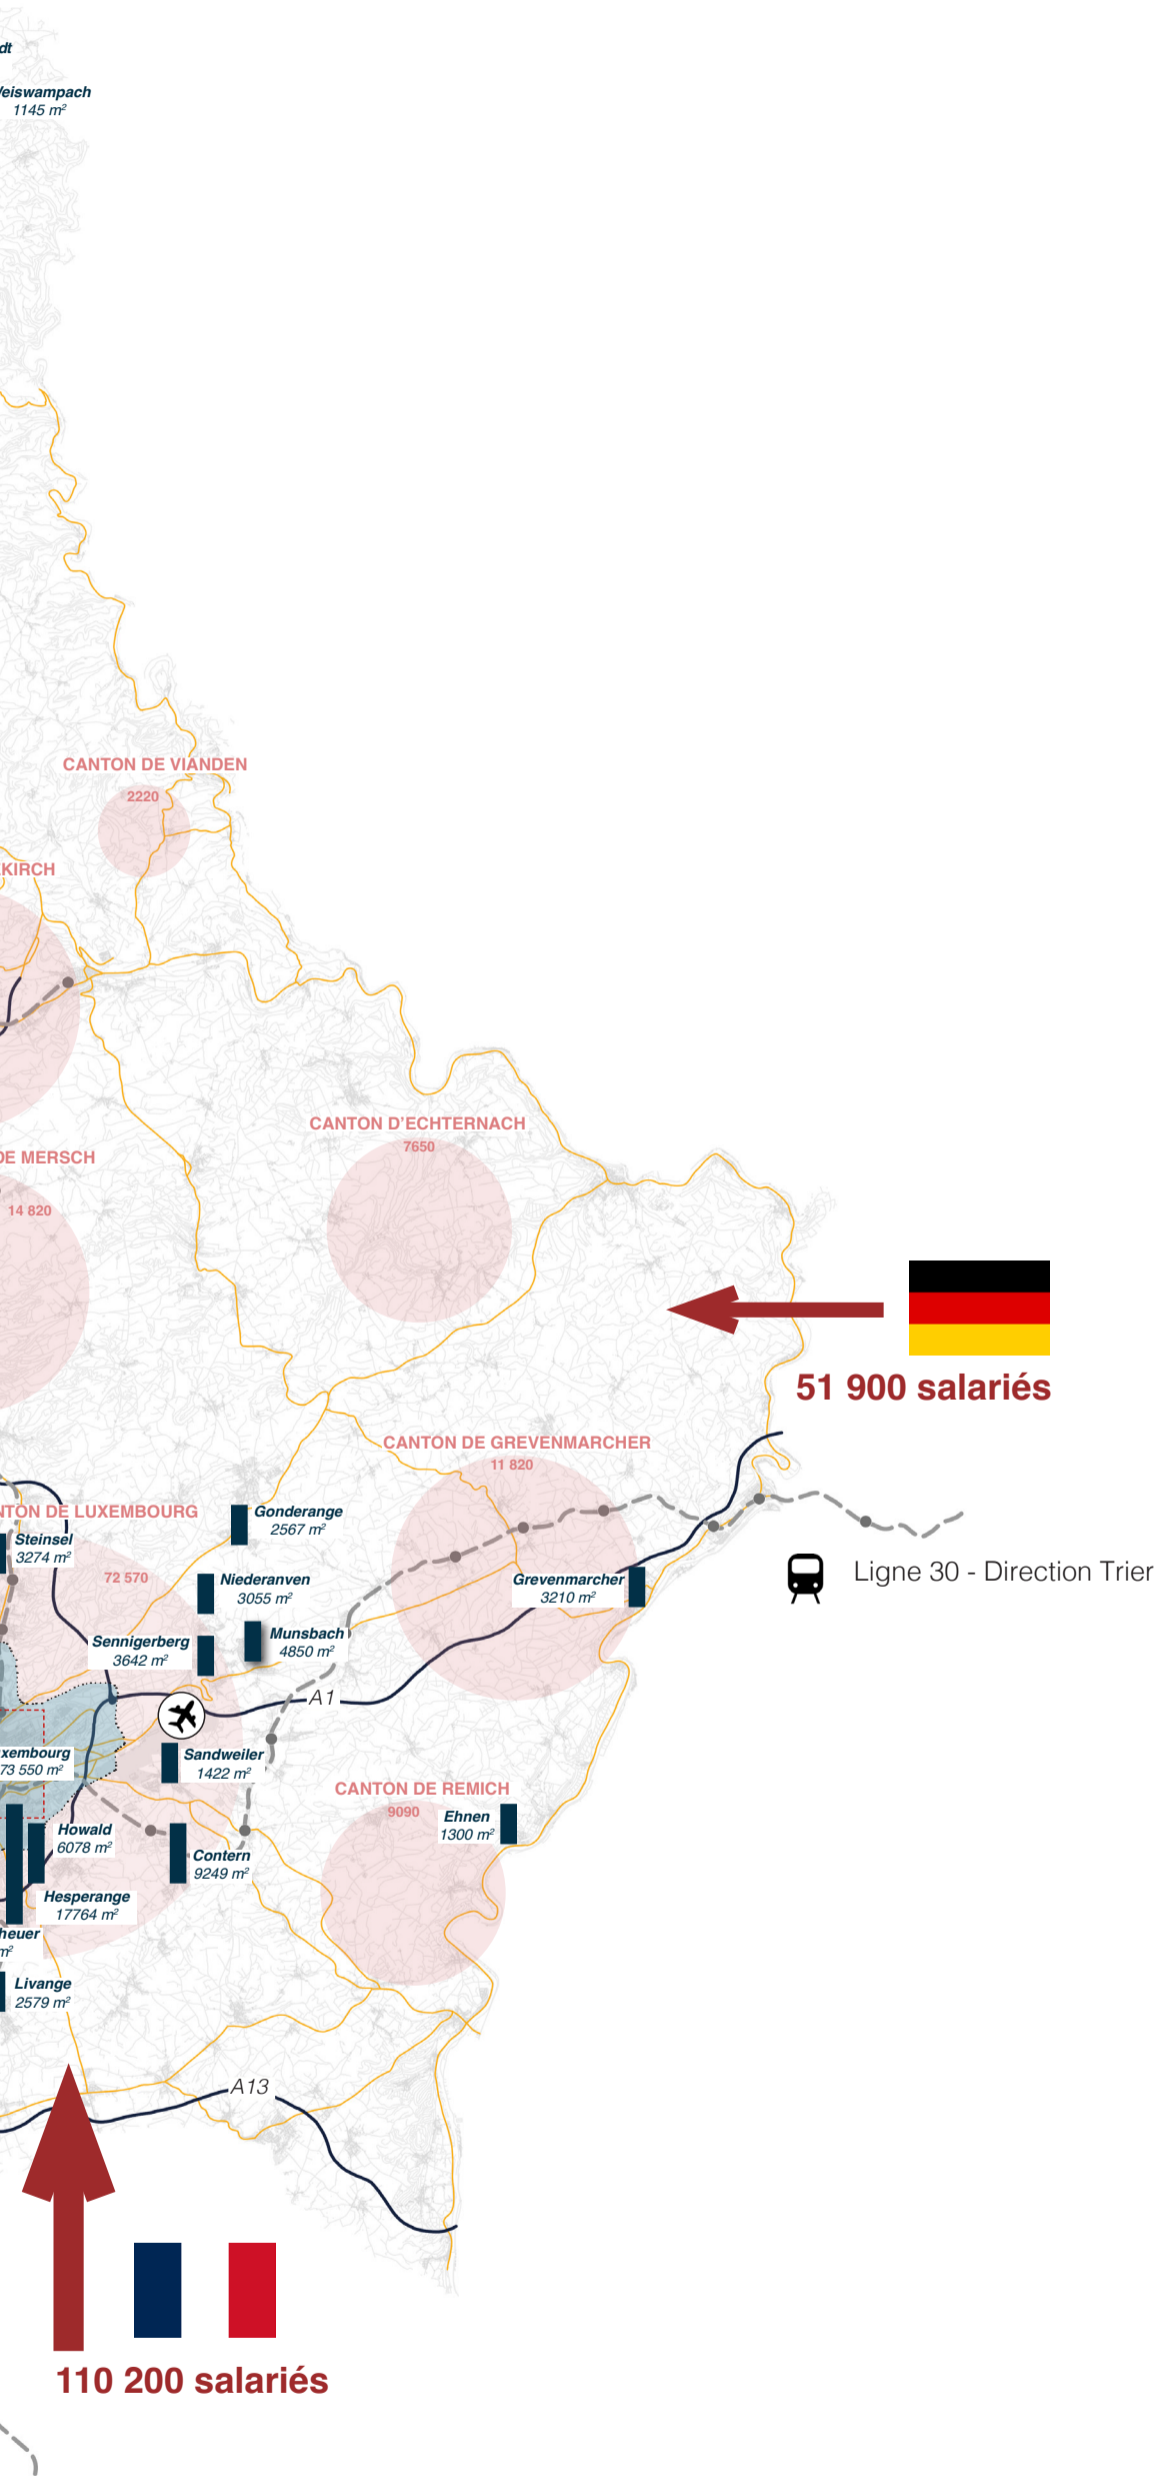 dt
eiswampach
1145 m²
CANTON DE VIANDEN
2220
KIRCH
CANTON D'ECHTERNACH
7650
DE MERSCH
14 820
51 900 salariés
CANTON DE GREVENMARCHER
11 820
NTON DE LUXEMBOURG
72 570
Gonderange
2567 m²
Steinsel
3274 m²
Ligne 30 - Direction Trier
Niederanven
3055 m²
Grevenmarcher
3210 m²
Munsbach
4850 m²
Sennigerberg
3642 m²
A1
xembourg
73 550 m²
Sandweiler
1422 m²
CANTON DE REMICH
9090
Ehnen
1300 m²
Howald
6078 m²
Contern
9249 m²
Hesperange
17764 m²
heuer
m²
Livange
2579 m²
A13
110 200 salariés